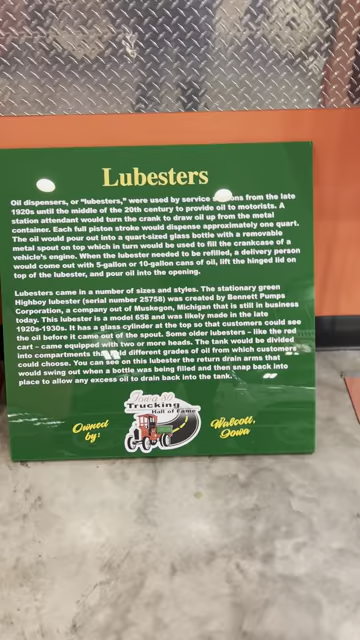 Lubesters
Oil dispensers, or "lubesters," were used by service from the late
1920s until the middle of the 20th century to provide oil to motorists. A
station attendant would turn the crank to draw oil up from the metal
container. Each full piston stroke would dispense approximately one quart.
The oil would pour out into a quart-sized glass bottle with a removable
metal spout on top which in turn would be used to fill the crankcase of a
vehicle's engine. When the lubester needed to be refilled, a delivery person
would come out with 5-gallon or 10-gallon cans of oil, lift the hinged lid on
top of the lubester, and pour oil into the opening.
Lubesters came in a number of sizes and styles. The stationary green
Highboy lubester (serial number 25758) was created by Bennett Pumps
Corporation, a company out of Muskegon, Michigan that is still in business
today. This lubester is a model 658 and was likely made in the late
1920s-1930s. It has a glass cylinder at the top so that customers could see
the oil before it came out of the spout. Some older lubesters – like the red
cart – came equipped with two or more heads. The tank would be divided
into compartments different grades of oil from which customers
could choose. You can see on this lubester the return drain arms that
would swing out when a bottle was being filled and then snap back into
place to allow any excess oil to drain back into the tank.
Iowa 80
Trucking
Hall of Fame
Owned
by:
Walcott,
Iowa